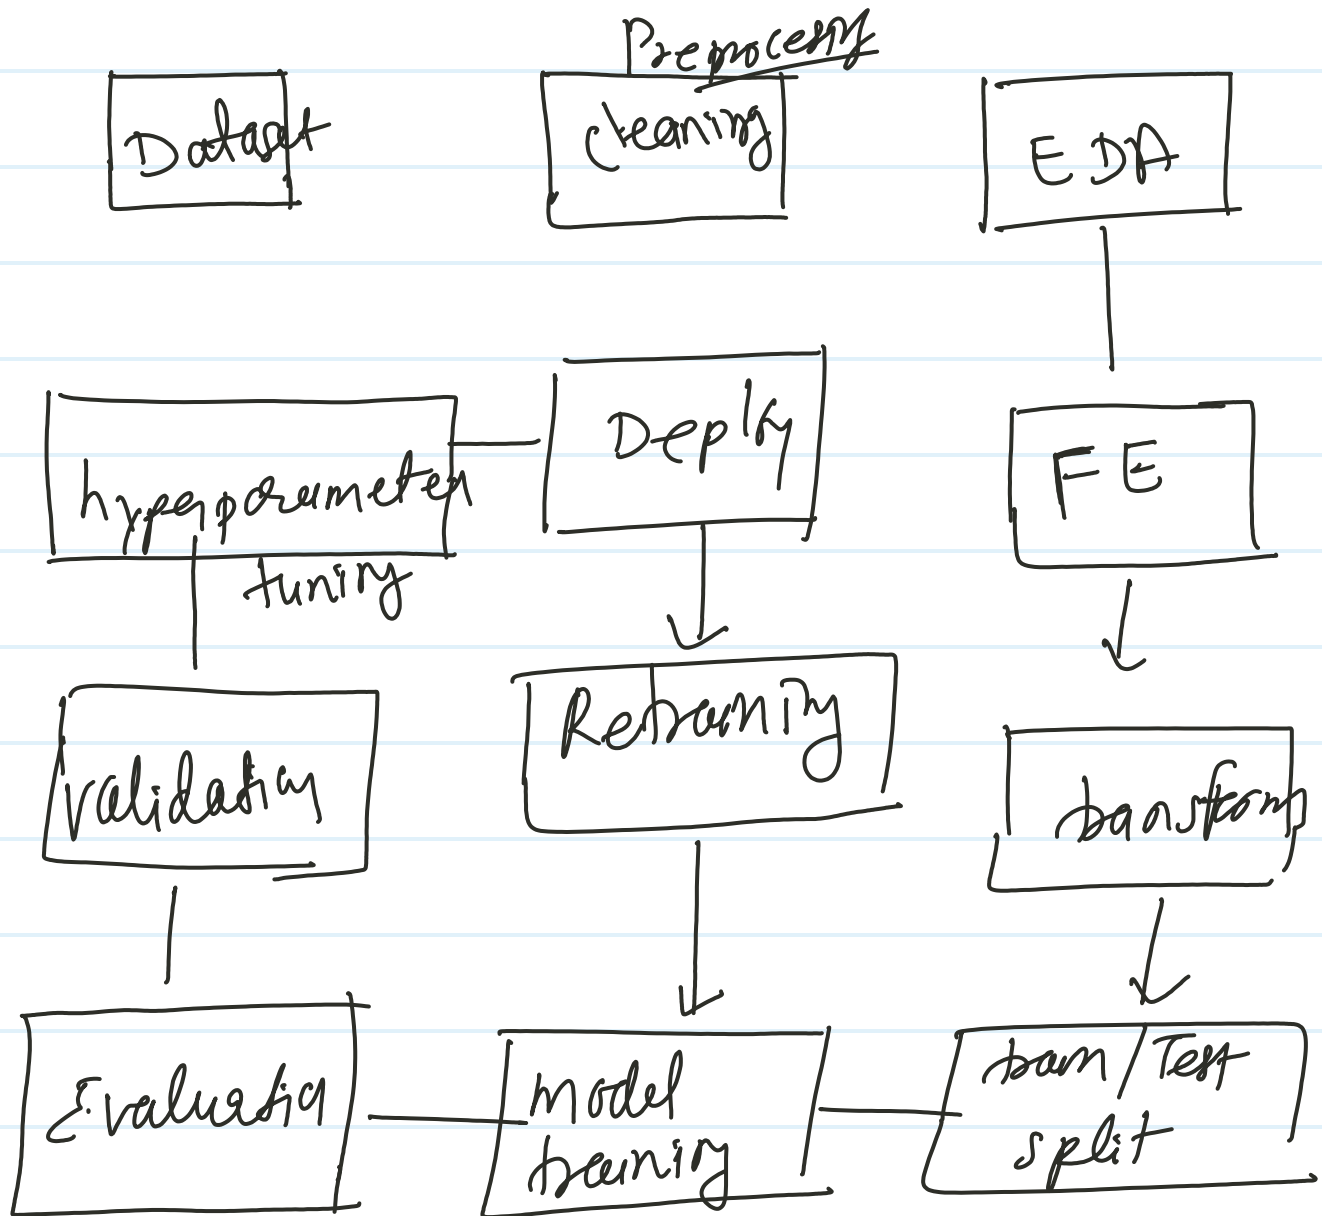 Preprocessing
Dataset
Cleaning
EDA
Deploy
FE
hyperparameter
tuning
Retraining
validation
transform
Evaluation
model
training
train/Test
split